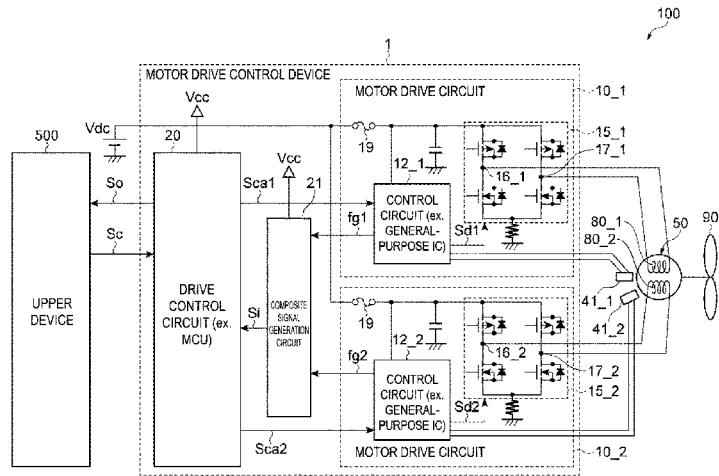 100
1
MOTOR DRIVE CONTROL DEVICE
MOTOR DRIVE CIRCUIT
10_1
Vcc
Vdc
500
20
19
12_1
15_1
17_1
16_1
So
Sca1
Vcc
21
CONTROL
CIRCUIT (ex.
GENERAL-
PURPOSE IC)
fg1
Sd1
Sc
80_1
80_2
50
90
41_1
41_2
UPPER
DEVICE
DRIVE
CONTROL
CIRCUIT (ex.
MCU)
Si
COMPOSITE
SIGNAL
GENERATION
CIRCUIT
19
12_2
16_2
17_2
15_2
fg2
CONTROL
CIRCUIT (ex.
GENERAL-
PURPOSE IC)
Sd2
Sca2
MOTOR DRIVE CIRCUIT
10_2